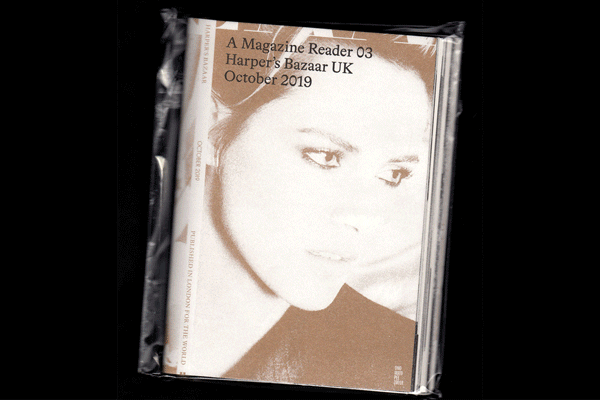 A Magazine Reader 03
Harper's Bazaar UK
October 2019
HARPER'S BAZAAR
OCTOBER 2019
PUBLISHED IN LONDON FOR THE WORLD